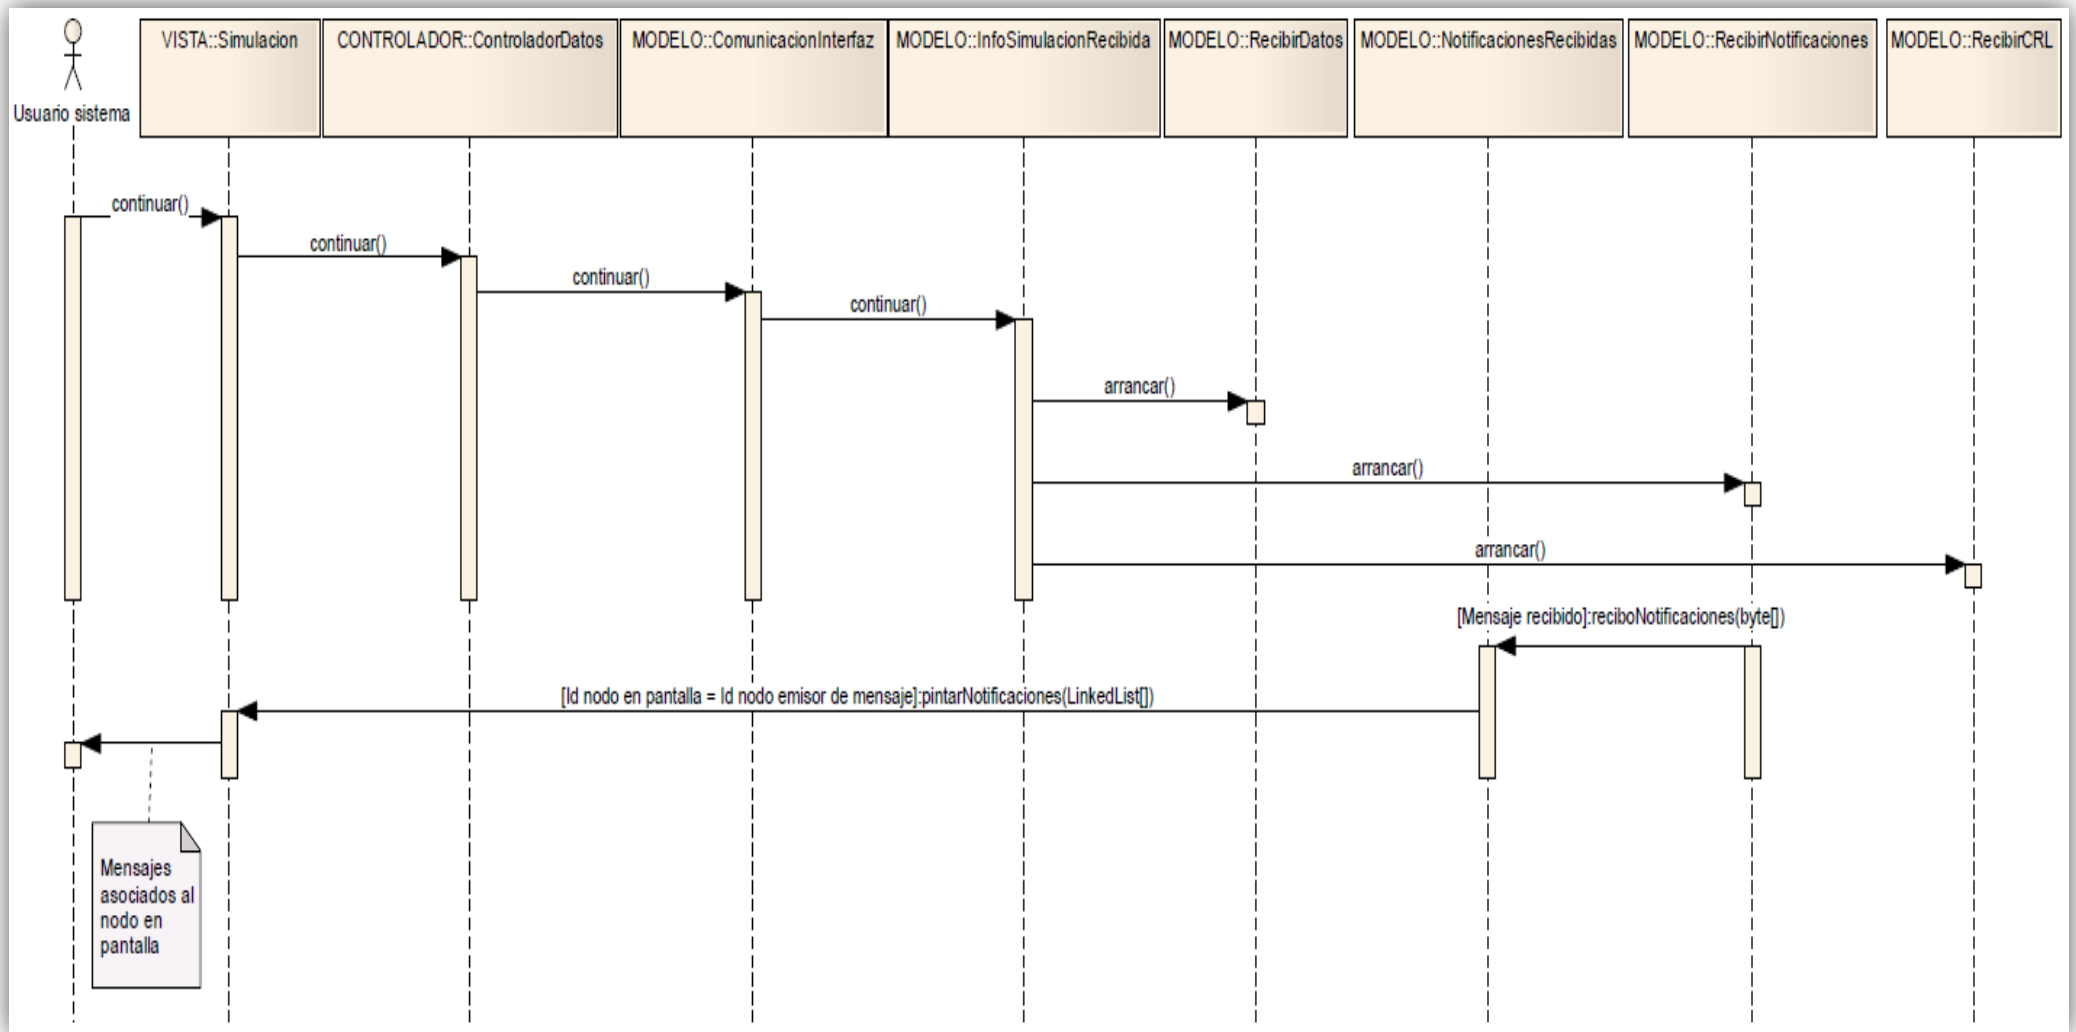 Usuario sistema
VISTA::Simulacion
CONTROLADOR::ControladorDatos
MODELO::ComunicacionInterfaz
MODELO::InfoSimulacionRecibida
MODELO::RecibirDatos
MODELO::NotificacionesRecibidas
MODELO::RecibirNotificaciones
MODELO::RecibirCRL
continuar()
continuar()
continuar()
continuar()
arrancar()
arrancar()
arrancar()
[Mensaje recibido]:reciboNotificaciones(byte[])
[Id nodo en pantalla = Id nodo emisor de mensaje]:pintarNotificaciones(LinkedList[])
Mensajes
asociados al
nodo en
pantalla